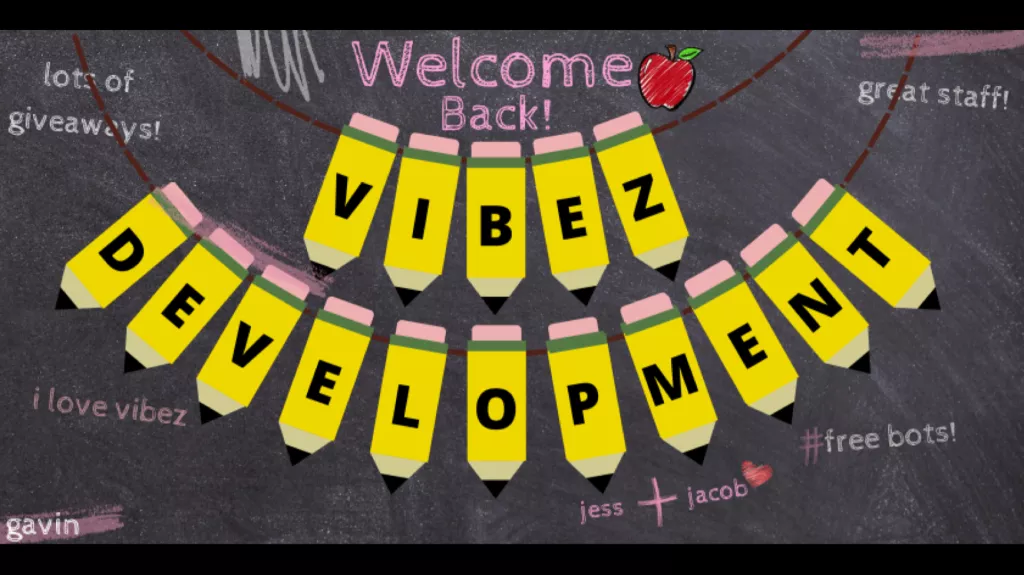 Welcome
Back!
lots of
giveaways!
great staff!
VIBEZ
DEVELOPMENT
i love vibez
#free bots!
jess + jacob
gavin